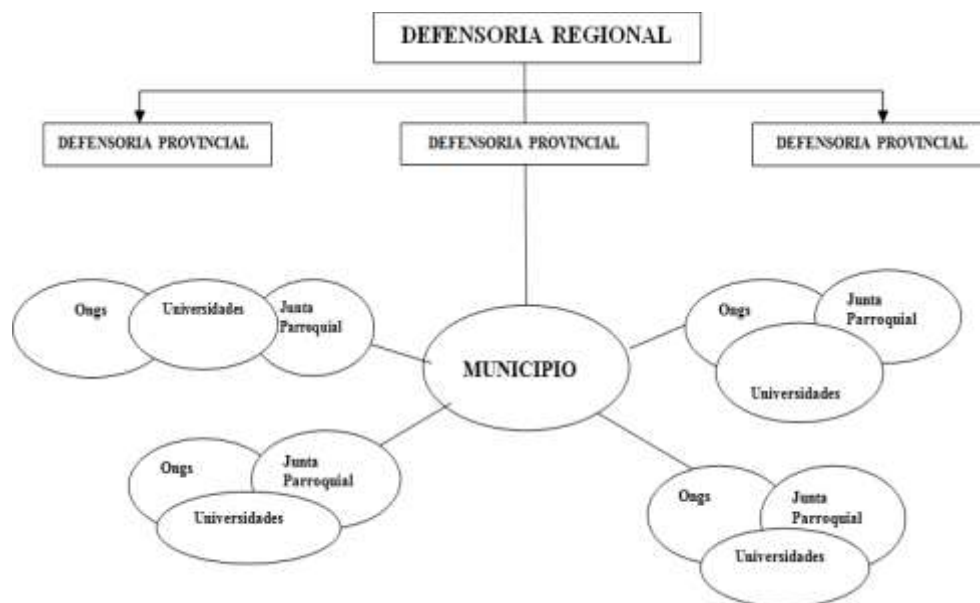 DEFENSORIA REGIONAL
DEFENSORIA PROVINCIAL
DEFENSORIA PROVINCIAL
DEFENSORIA PROVINCIAL
Ongs
Universidades
Junta
Parroquial
Ongs
Junta
Parroquial
Universidades
MUNICIPIO
Ongs
Junta
Parroquial
Universidades
Ongs
Junta
Parroquial
Universidades